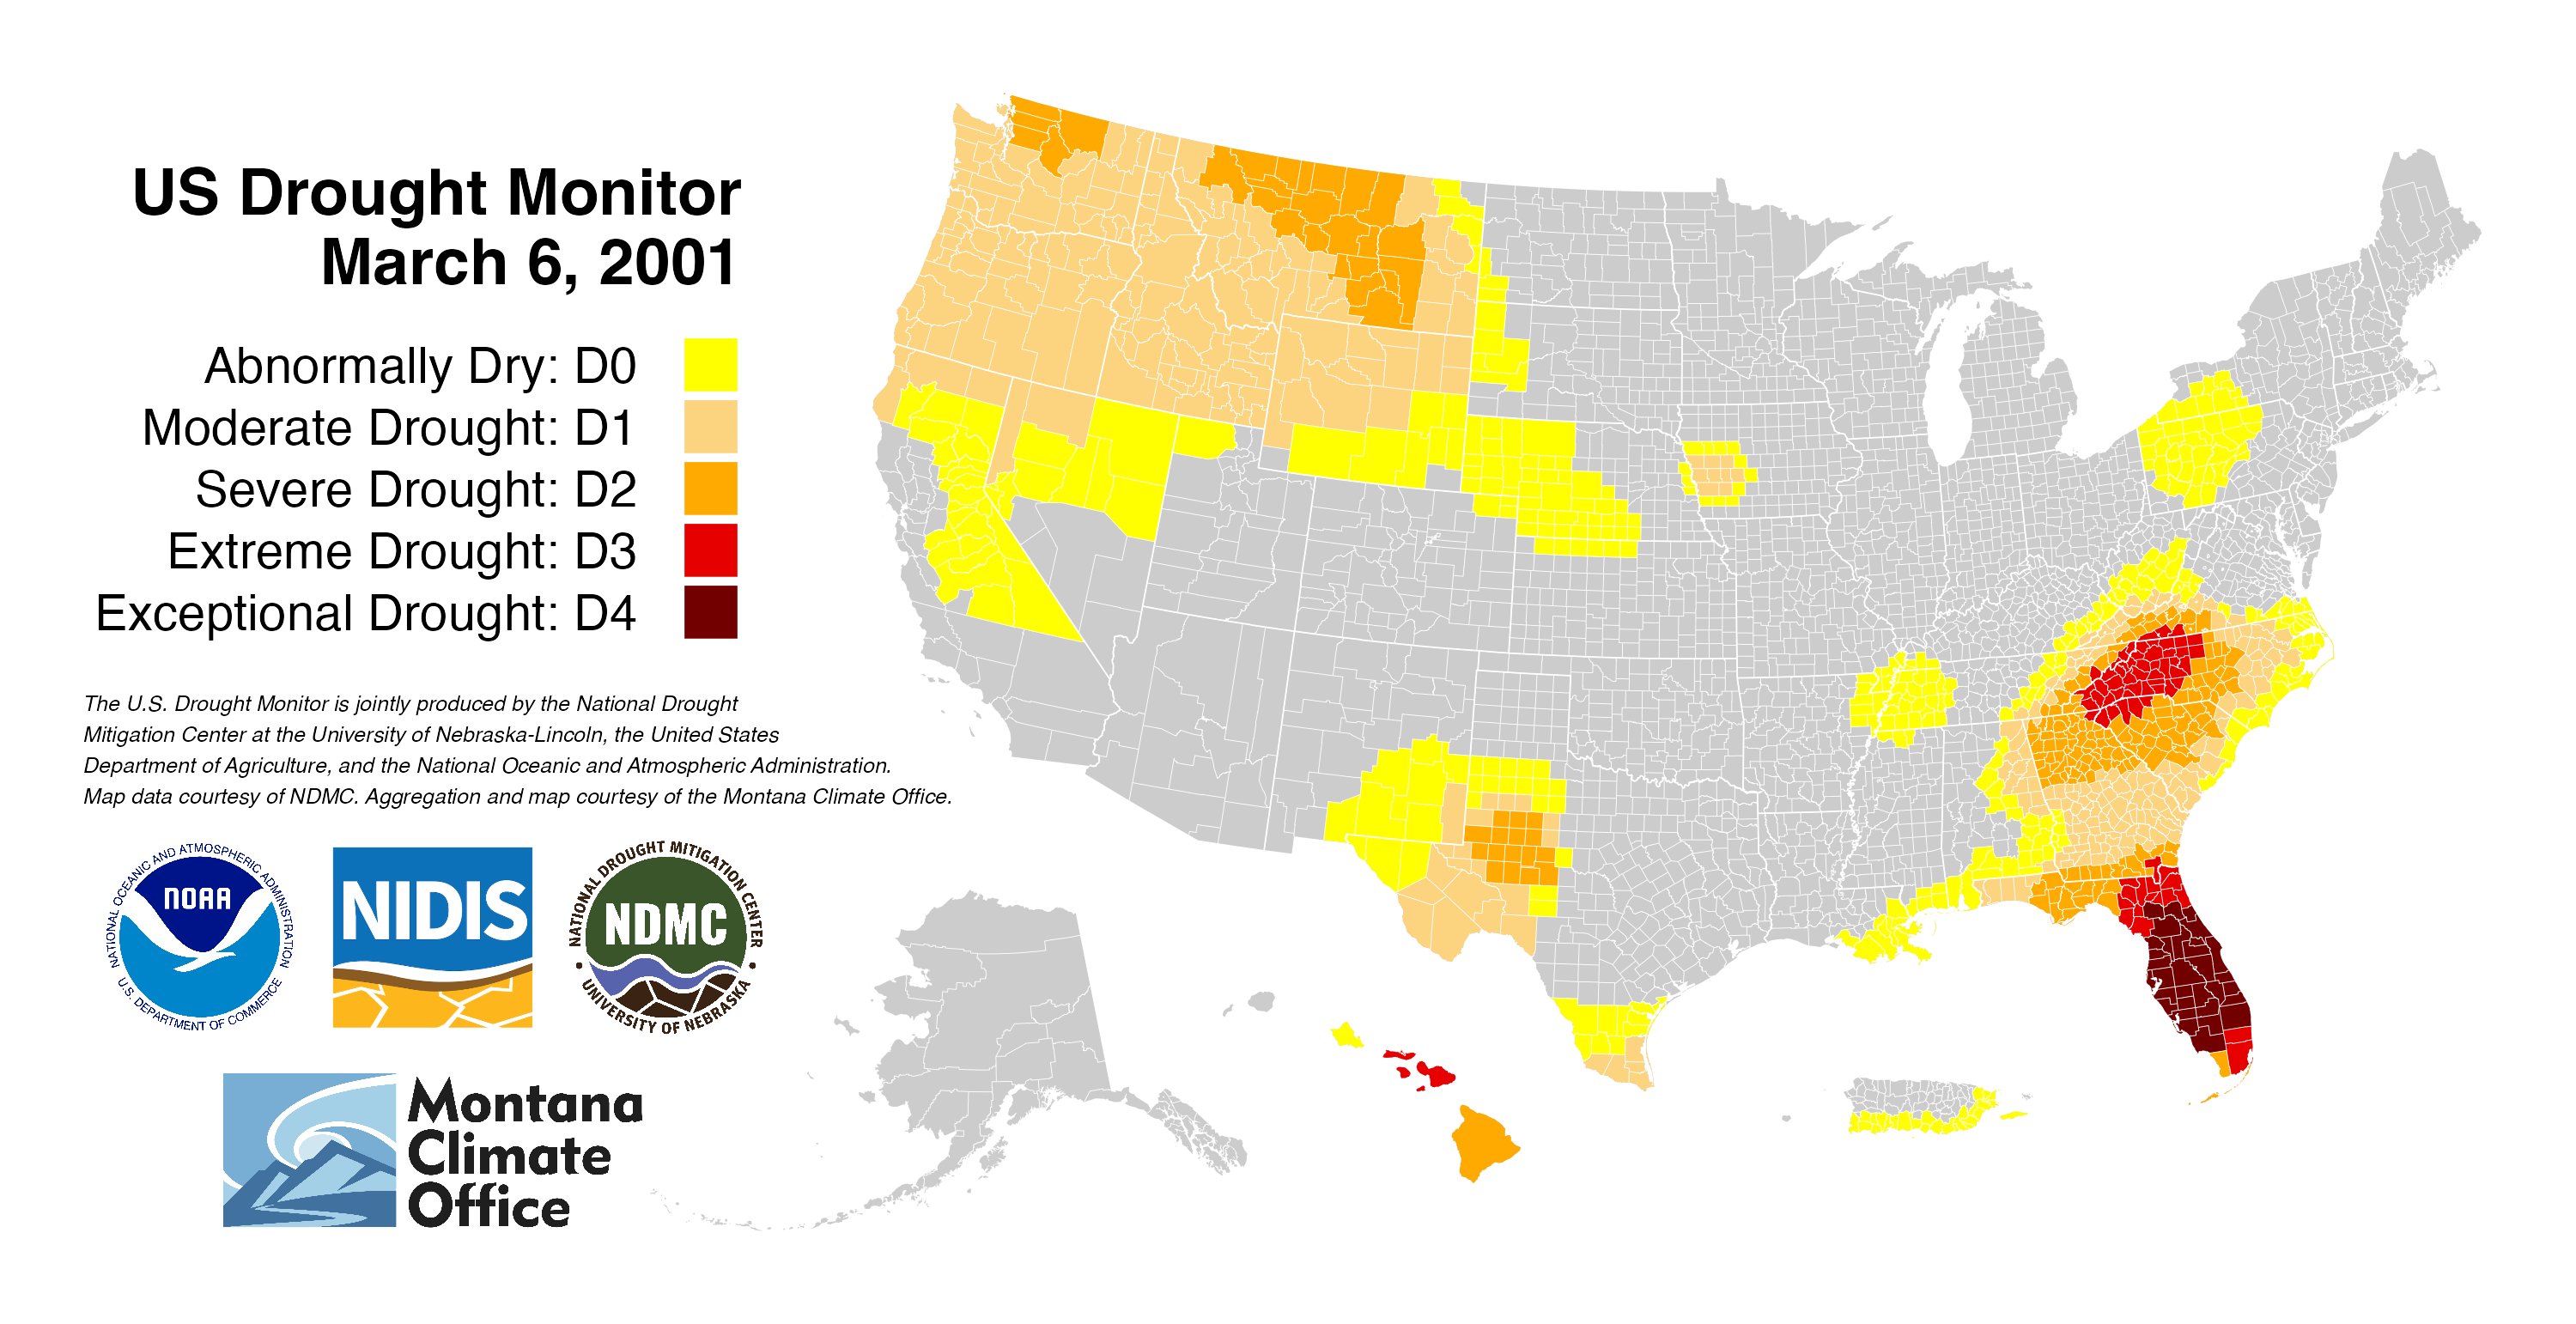 US Drought Monitor
March 6, 2001
Abnormally Dry: D0
Moderate Drought: D1
Severe Drought: D2
Extreme Drought: D3
Exceptional Drought: D4
The U.S. Drought Monitor is jointly produced by the National Drought
Mitigation Center at the University of Nebraska-Lincoln, the United States
Department of Agriculture, and the National Oceanic and Atmospheric Administration.
Map data courtesy of NDMC. Aggregation and map courtesy of the Montana Climate Office.
NATIONAL OCEANIC AND ATMOSPHERIC ADMINISTRATION
NOAA
U.S. DEPARTMENT OF COMMERCE
NIDIS
NATIONAL DROUGHT MITIGATION CENTER
NDMC
UNIVERSITY OF NEBRASKA
Montana
Climate
Office